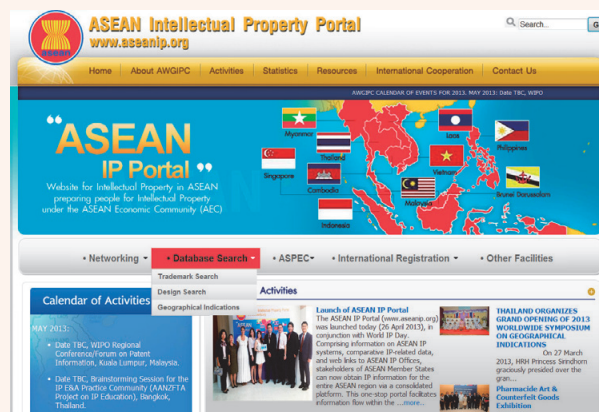 asean
ASEAN Intellectual Property Portal
www.aseanip.org
Search...
Home
About AWGIPC
Activities
Statistics
Resources
International Cooperation
Contact Us
AWGIPC CALENDAR OF EVENTS FOR 2013. MAY 2013: Date TBC, WIPO
“ASEAN
IP Portal”
Website for Intellectual Property in ASEAN
preparing people for Intellectual Property
under the ASEAN Economic Community (AEC)
Myanmar
Laos
Philippines
Thailand
Singapore
Vietnam
Cambodia
Malaysia
Brunei Darussalam
Indonesia
• Networking
• Database Search
• ASPEC
• International Registration
• Other Facilities
Trademark Search
Design Search
Geographical Indications
Calendar of Activities
MAY 2013:
• Date TBC, WIPO Regional
Conference/Forum on Patent
Information, Kuala Lumpur, Malaysia.
• Date TBC, Brainstorming Session for the
IP E&A Practice Community (AANZFTA
Project on IP Education), Bangkok,
Thailand.
Activities
Launch of ASEAN IP Portal
The ASEAN IP Portal (www.aseanip.org)
was launched today (26 April 2013), in
conjunction with World IP Day.
Comprising information on ASEAN IP
systems, comparative IP-related data,
and web links to ASEAN IP Offices,
stakeholders of ASEAN Member States
can now obtain IP information for the
entire ASEAN region via a consolidated
platform. This one-stop portal facilitates
information flow within the ...more..
THAILAND ORGANIZES
GRAND OPENING OF 2013
WORLDWIDE SYMPOSIUM
ON GEOGRAPHICAL
INDICATIONS
On 27 March
2013, HRH Princess Sirindhorn
graciously presided over the
gran...
Pharmacide Art &
Counterfeit Goods
Exhibition